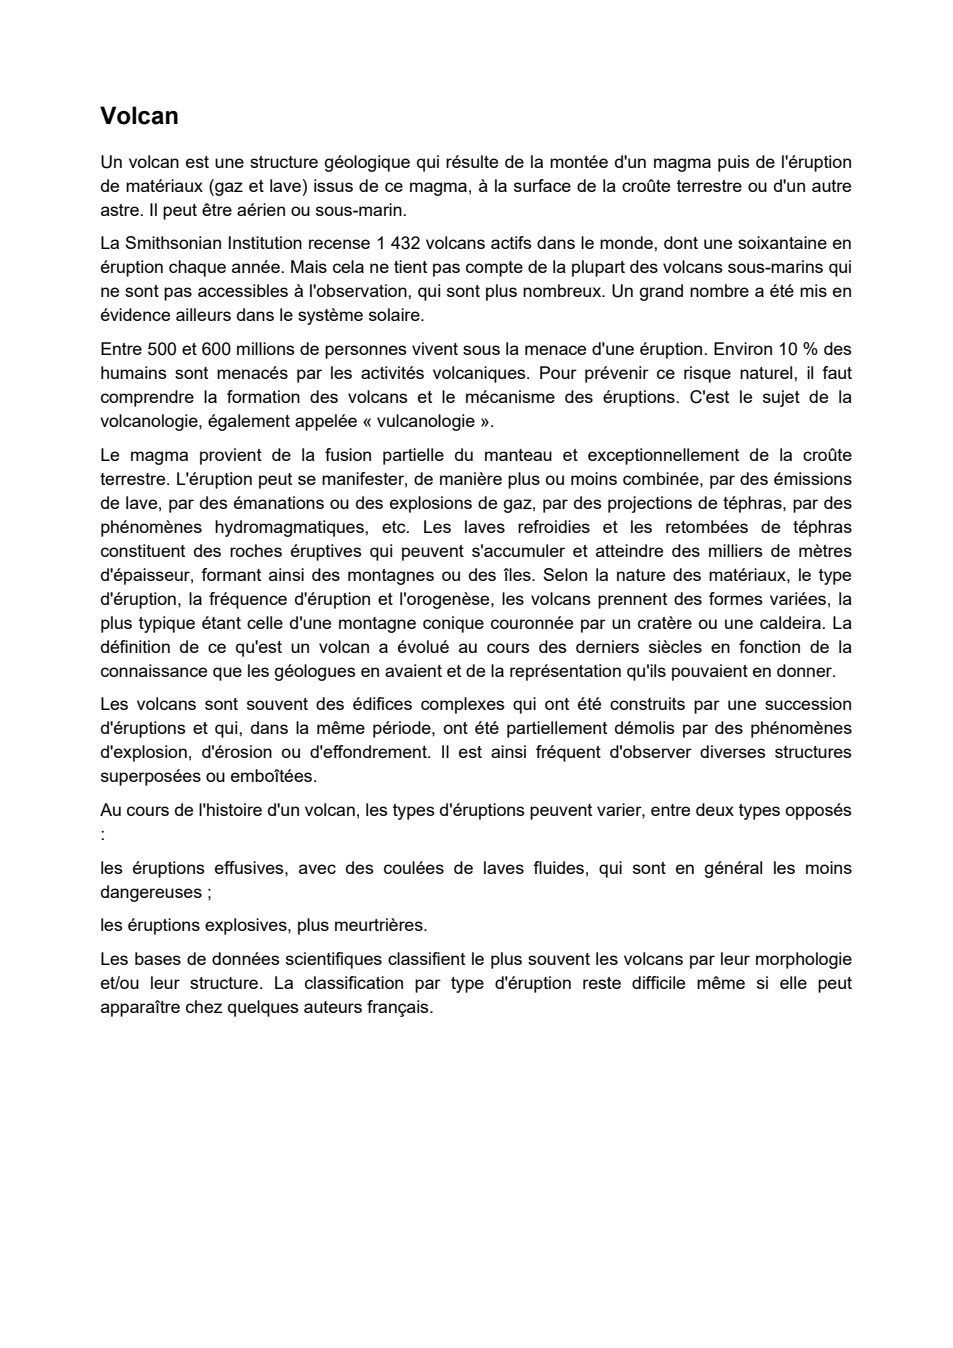 Volcan
Un volcan est une structure géologique qui résulte de la montée d'un magma puis de l'éruption
de matériaux (gaz et lave) issus de ce magma, à la surface de la croûte terrestre ou d'un autre
astre. Il peut être aérien ou sous-marin.
La Smithsonian Institution recense 1 432 volcans actifs dans le monde, dont une soixantaine en
éruption chaque année. Mais cela ne tient pas compte de la plupart des volcans sous-marins qui
ne sont pas accessibles à l'observation, qui sont plus nombreux. Un grand nombre a été mis en
évidence ailleurs dans le système solaire.
Entre 500 et 600 millions de personnes vivent sous la menace d'une éruption. Environ 10 % des
humains sont menacés par les activités volcaniques. Pour prévenir ce risque naturel, il faut
comprendre la formation des volcans et le mécanisme des éruptions. C'est le sujet de la
volcanologie, également appelée « vulcanologie ».
Le magma provient de la fusion partielle du manteau et exceptionnellement de la croûte
terrestre. L'éruption peut se manifester, de manière plus ou moins combinée, par des émissions
de lave, par des émanations ou des explosions de gaz, par des projections de téphras, par des
phénomènes hydromagmatiques, etc. Les laves refroidies et les retombées de téphras
constituent des roches éruptives qui peuvent s'accumuler et atteindre des milliers de mètres
d'épaisseur, formant ainsi des montagnes ou des îles. Selon la nature des matériaux, le type
d'éruption, la fréquence d'éruption et l'orogenèse, les volcans prennent des formes variées, la
plus typique étant celle d'une montagne conique couronnée par un cratère ou une caldeira. La
définition de ce qu'est un volcan a évolué au cours des derniers siècles en fonction de la
connaissance que les géologues en avaient et de la représentation qu'ils pouvaient en donner.
Les volcans sont souvent des édifices complexes qui ont été construits par une succession
d'éruptions et qui, dans la même période, ont été partiellement démolis par des phénomènes
d'explosion, d'érosion ou d'effondrement. Il est ainsi fréquent d'observer diverses structures
superposées ou emboîtées.
Au cours de l'histoire d'un volcan, les types d'éruptions peuvent varier, entre deux types opposés
:
les éruptions effusives, avec des coulées de laves fluides, qui sont en général les moins
dangereuses ;
les éruptions explosives, plus meurtrières.
Les bases de données scientifiques classifient le plus souvent les volcans par leur morphologie
et/ou leur structure. La classification par type d'éruption reste difficile même si elle peut
apparaître chez quelques auteurs français.